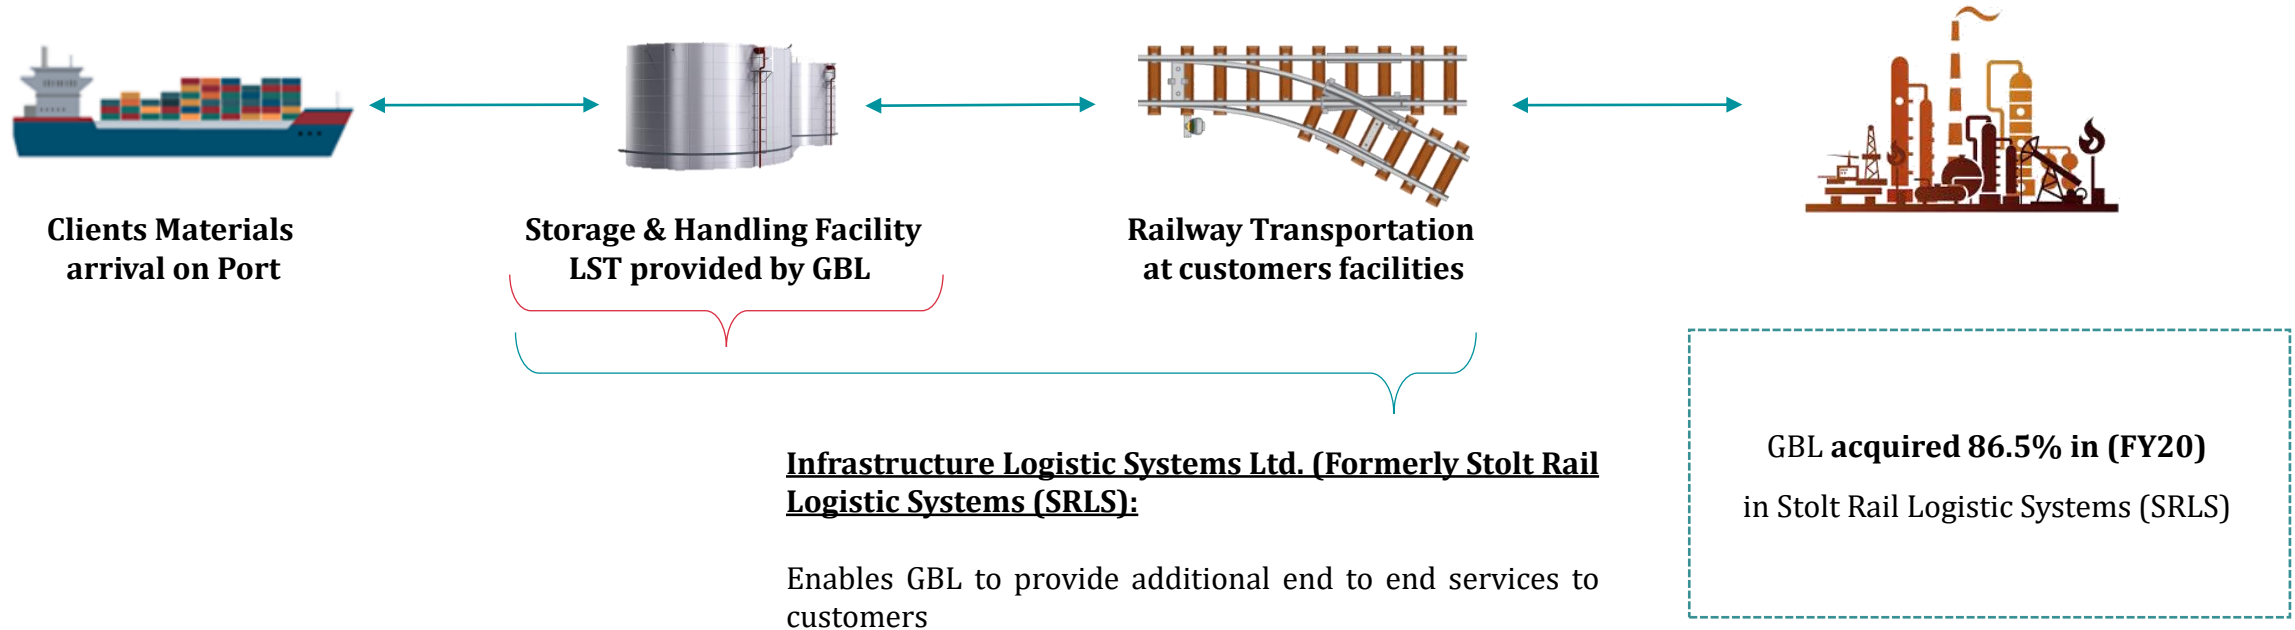 Clients Materials
arrival on Port
Storage & Handling Facility
LST provided by GBL
Railway Transportation
at customers facilities
Infrastructure Logistic Systems Ltd. (Formerly Stolt Rail
Logistic Systems (SRLS):
Enables GBL to provide additional end to end services to
customers
GBL acquired 86.5% in (FY20)
in Stolt Rail Logistic Systems (SRLS)